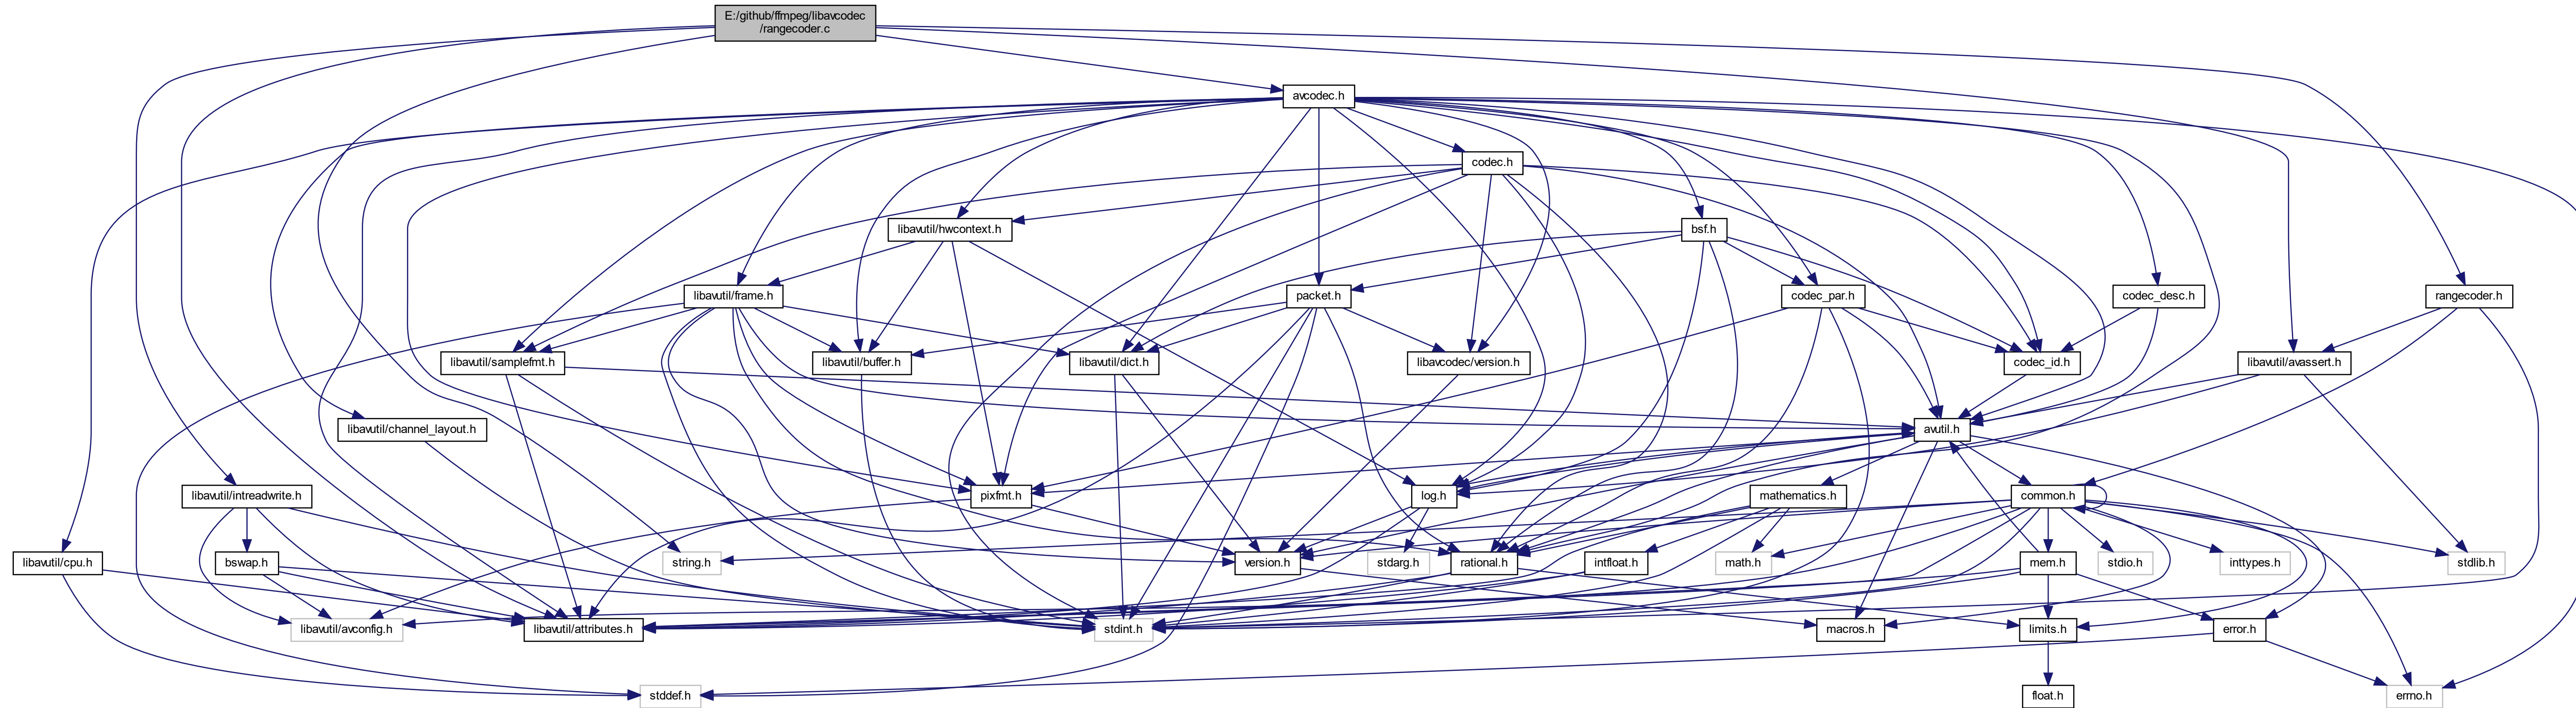 E:/github/ffmpeg/libavcodec
/rangecoder.c
avcodec.h
codec.h
libavutil/hwcontext.h
bsf.h
libavutil/frame.h
packet.h
codec_par.h
codec_desc.h
rangecoder.h
libavutil/samplefmt.h
libavutil/buffer.h
libavutil/dict.h
libavcodec/version.h
codec_id.h
libavutil/avassert.h
libavutil/channel_layout.h
avutil.h
libavutil/intreadwrite.h
pixfmt.h
log.h
mathematics.h
common.h
libavutil/cpu.h
bswap.h
string.h
version.h
stdarg.h
rational.h
intfloat.h
math.h
mem.h
stdio.h
inttypes.h
stdlib.h
libavutil/avconfig.h
libavutil/attributes.h
stdint.h
macros.h
limits.h
error.h
stddef.h
float.h
errno.h